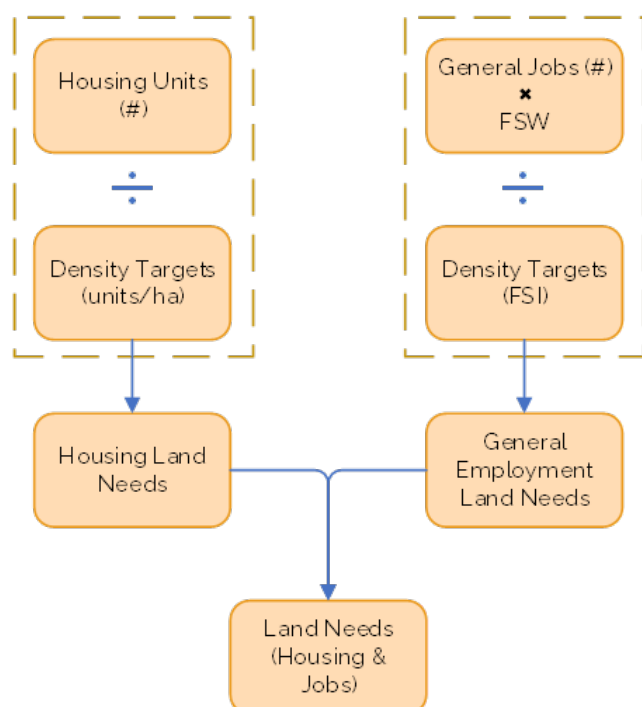 Housing Units
(#)
÷
Density Targets
(units/ha)
General Jobs (#)
×
FSW
÷
Density Targets
(FSI)
Housing Land
Needs
General
Employment
Land Needs
Land Needs
(Housing &
Jobs)